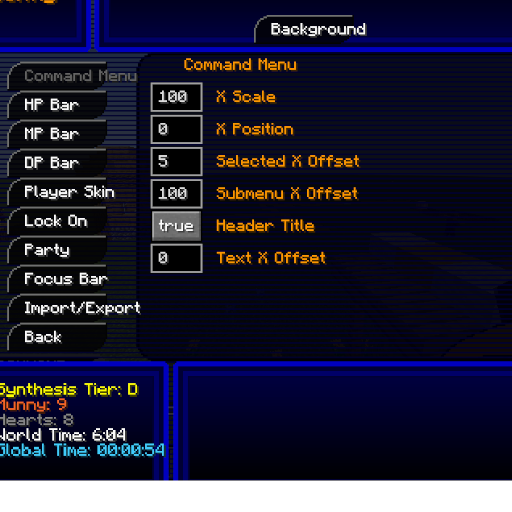 Background
Command Menu
Command Menu
HP Bar
MP Bar
DP Bar
Player Skin
Lock On
Party
Focus Bar
Import/Export
Back
100 X Scale
0 X Position
5 Selected X Offset
100 Submenu X Offset
true Header Title
0 Text X Offset
Synthesis Tier: D
Munny: 9
Hearts: 8
World Time: 6:04
Global Time: 00:00:54